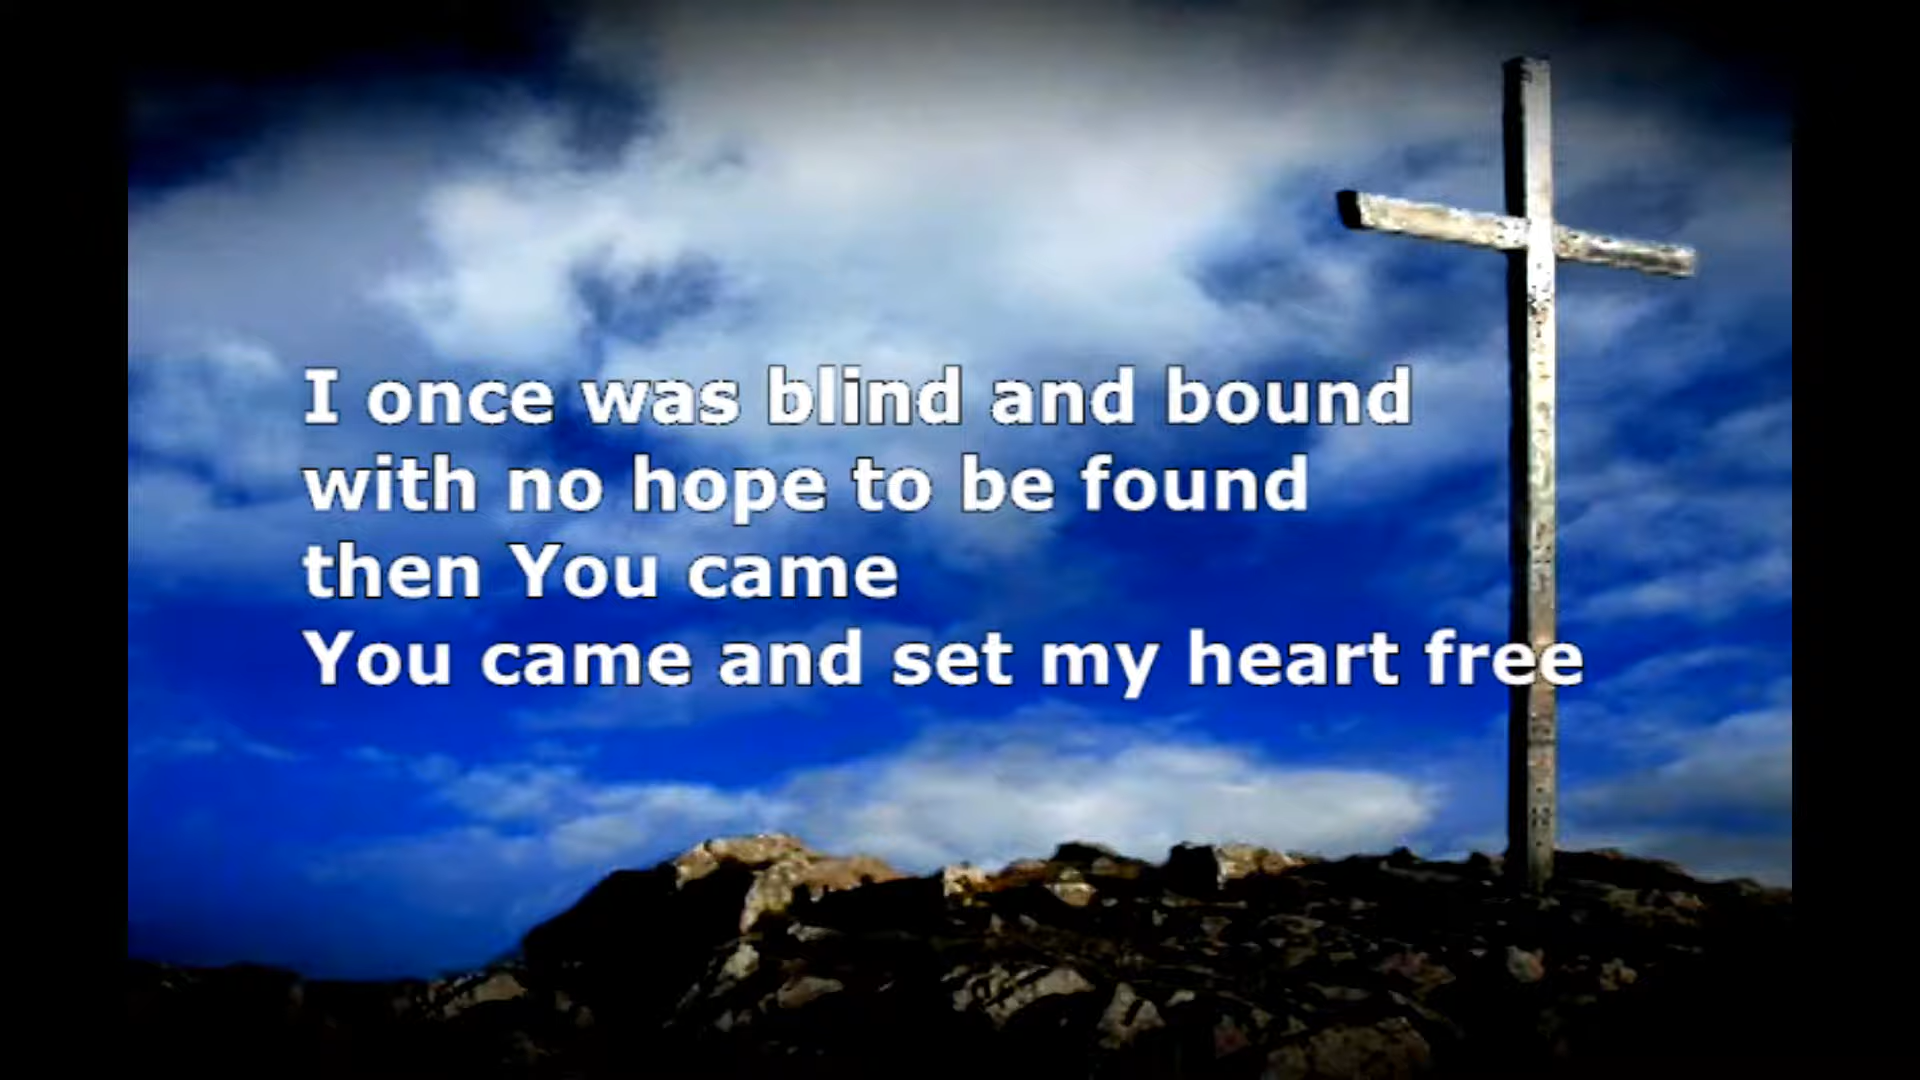 I once was blind and bound
with no hope to be found
then You came
You came and set my heart free